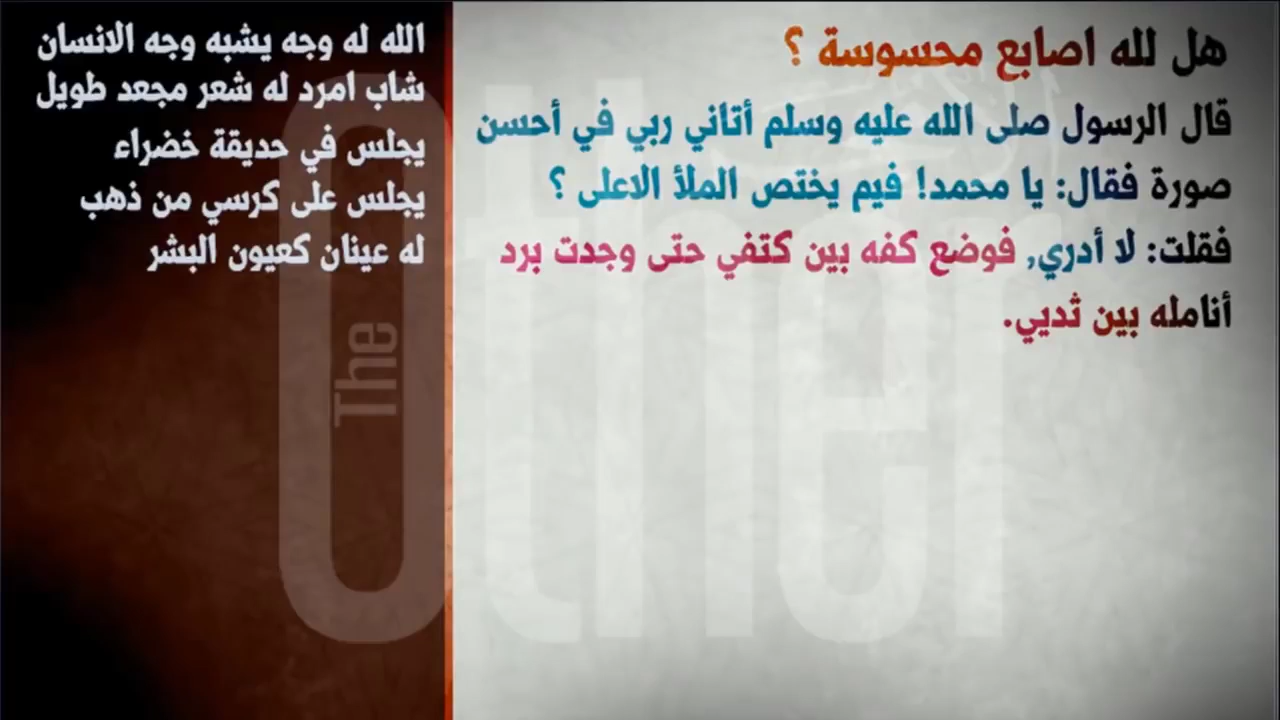 هل لله اصابع محسوسة ؟
قال الرسول صلى الله عليه وسلم أتاني ربي في أحسن
صورة فقال: يا محمد! فيم يختص الملأ الاعلى ؟
فقلت: لا أدري, فوضع كفه بين كتفي حتى وجدت برد
أنامله بين ثديي.
الله له وجه يشبه وجه الانسان
شاب امرد له شعر مجعد طويل
يجلس في حديقة خضراء
يجلس على كرسي من ذهب
له عينان كعيون البشر
The
Other